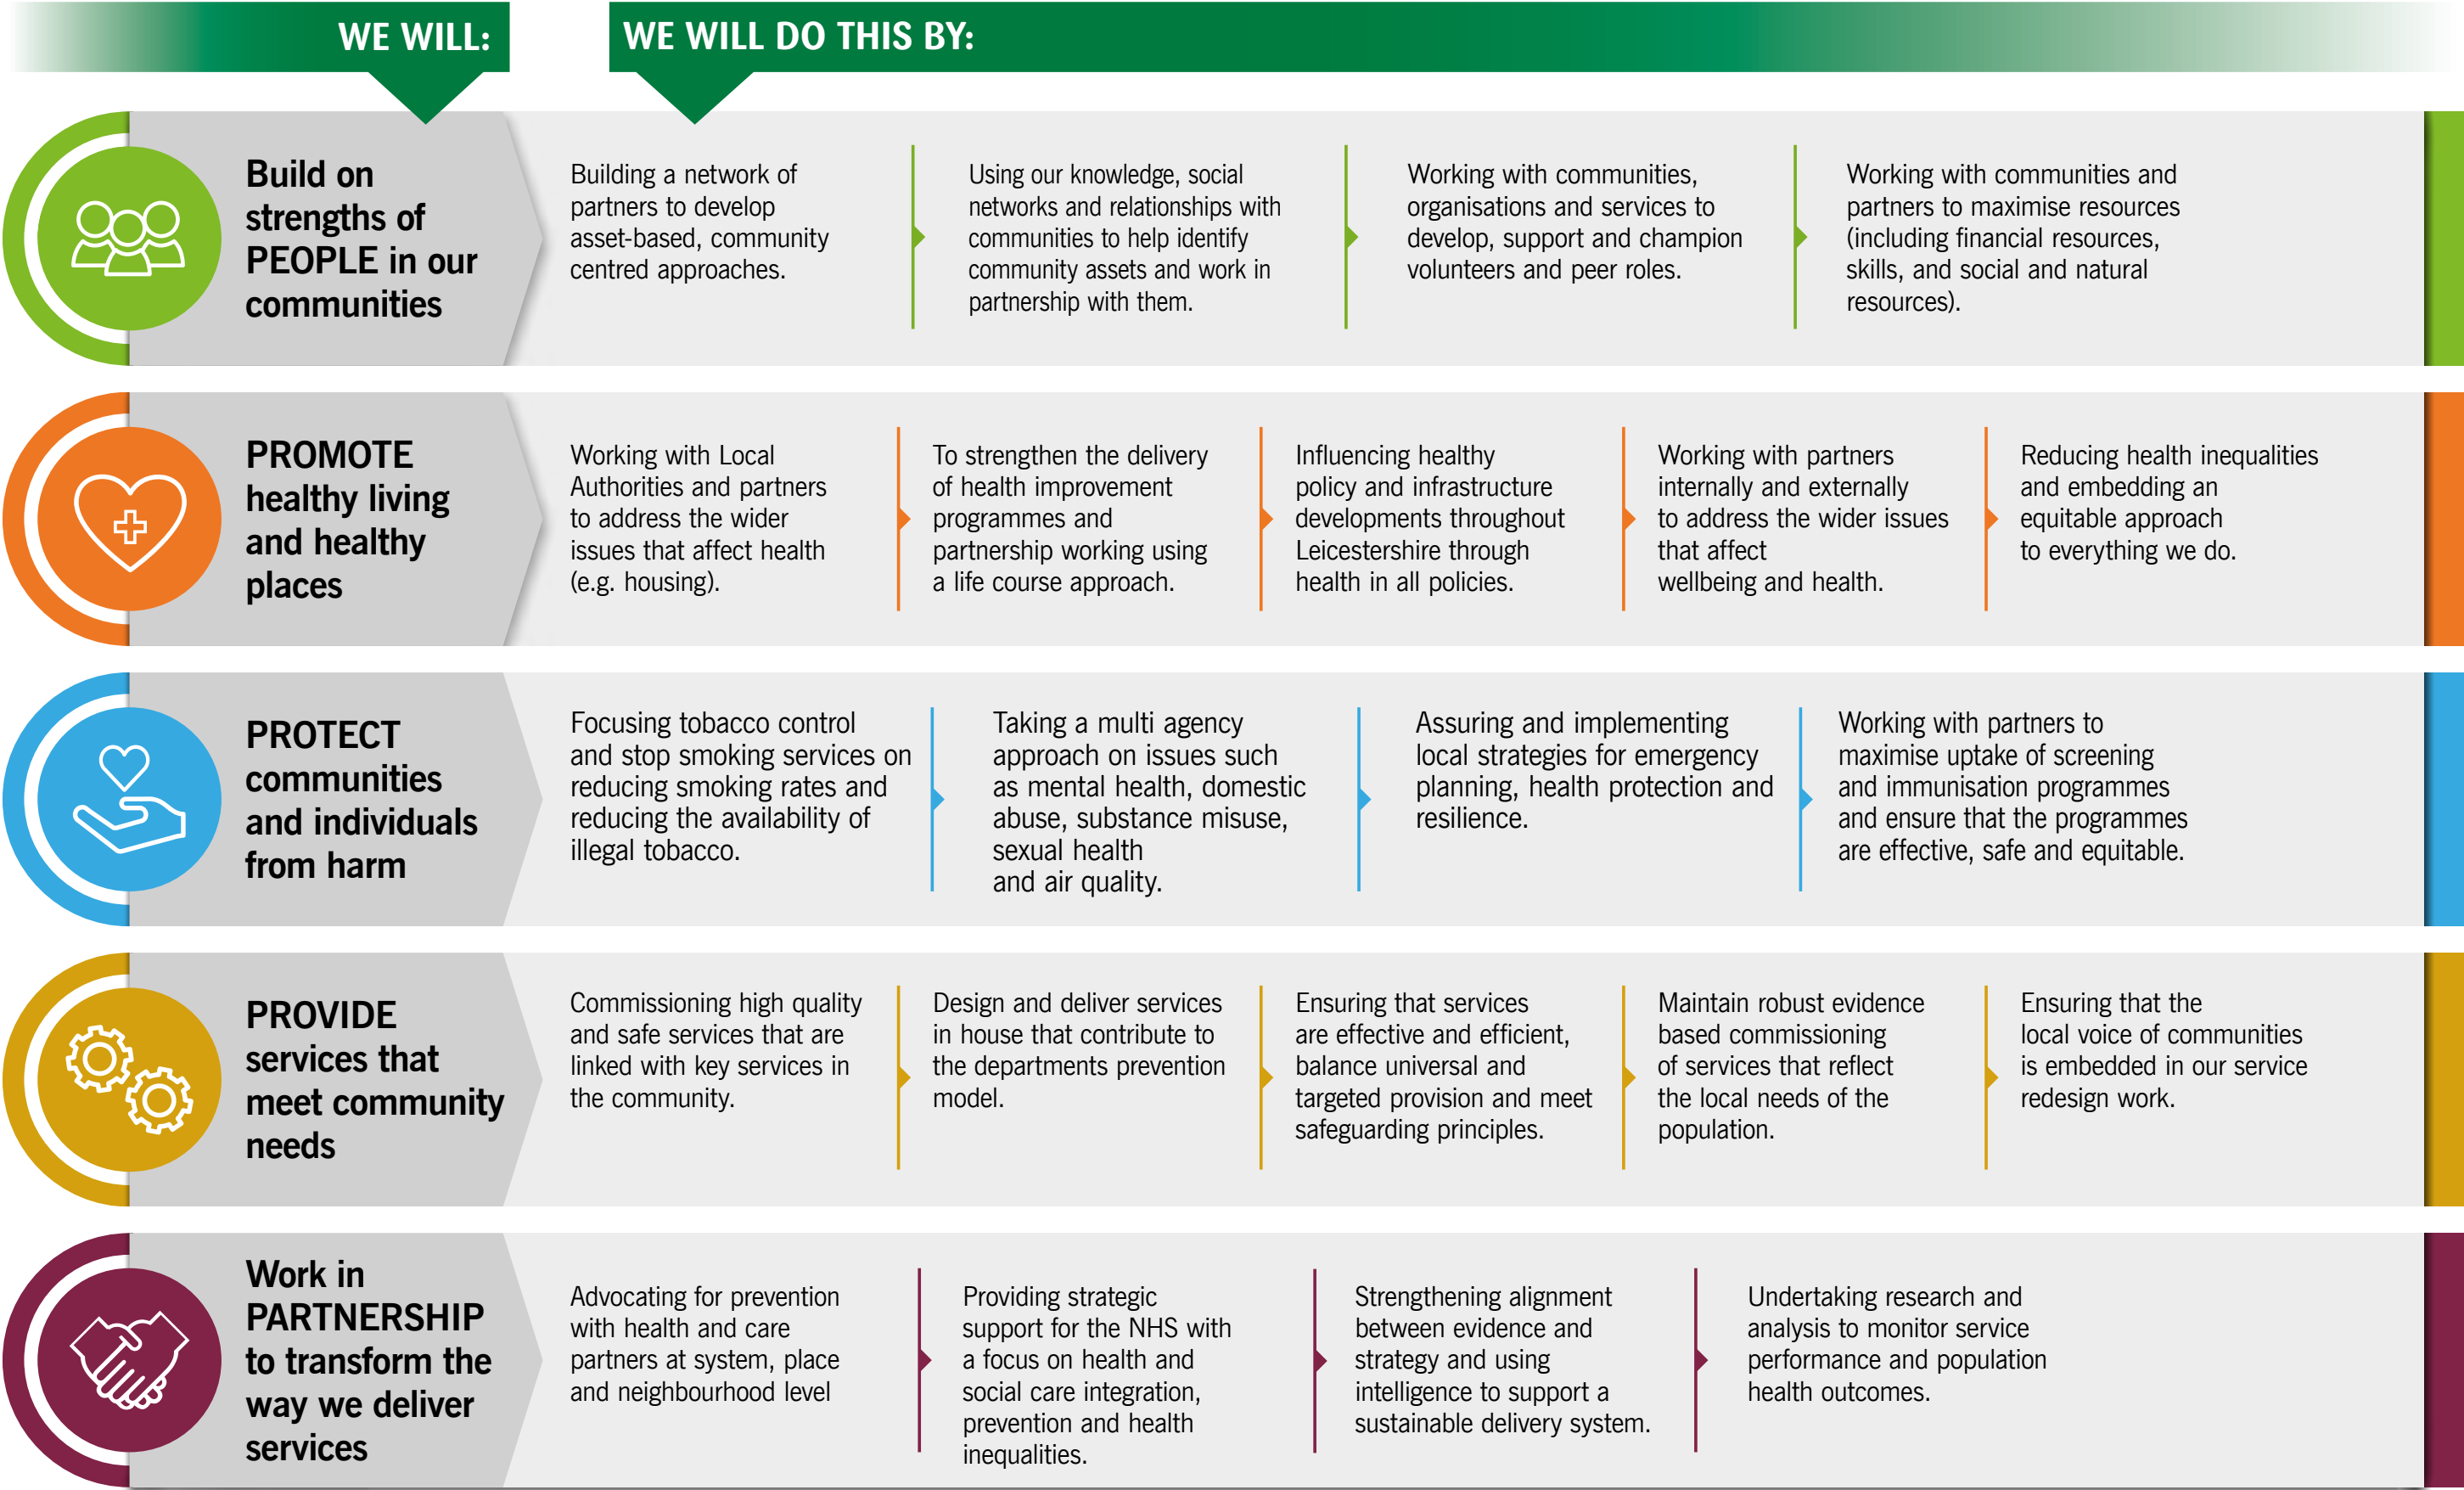 WE WILL:
WE WILL DO THIS BY:
Build on
strengths of
PEOPLE in our
communities
Building a network of
partners to develop
asset-based, community
centred approaches.
Using our knowledge, social
networks and relationships with
communities to help identify
community assets and work in
partnership with them.
Working with communities,
organisations and services to
develop, support and champion
volunteers and peer roles.
Working with communities and
partners to maximise resources
(including financial resources,
skills, and social and natural
resources).
PROMOTE
healthy living
and healthy
places
Working with Local
Authorities and partners
to address the wider
issues that affect health
(e.g. housing).
To strengthen the delivery
of health improvement
programmes and
partnership working using
a life course approach.
Influencing healthy
policy and infrastructure
developments throughout
Leicestershire through
health in all policies.
Working with partners
internally and externally
to address the wider issues
that affect
wellbeing and health.
Reducing health inequalities
and embedding an
equitable approach
to everything we do.
PROTECT
communities
and individuals
from harm
Focusing tobacco control
and stop smoking services on
reducing smoking rates and
reducing the availability of
illegal tobacco.
Taking a multi agency
approach on issues such
as mental health, domestic
abuse, substance misuse,
sexual health
and air quality.
Assuring and implementing
local strategies for emergency
planning, health protection and
resilience.
Working with partners to
maximise uptake of screening
and immunisation programmes
and ensure that the programmes
are effective, safe and equitable.
PROVIDE
services that
meet community
needs
Commissioning high quality
and safe services that are
linked with key services in
the community.
Design and deliver services
in house that contribute to
the departments prevention
model.
Ensuring that services
are effective and efficient,
balance universal and
targeted provision and meet
safeguarding principles.
Maintain robust evidence
based commissioning
of services that reflect
the local needs of the
population.
Ensuring that the
local voice of communities
is embedded in our service
redesign work.
Work in
PARTNERSHIP
to transform the
way we deliver
services
Advocating for prevention
with health and care
partners at system, place
and neighbourhood level
Providing strategic
support for the NHS with
a focus on health and
social care integration,
prevention and health
inequalities.
Strengthening alignment
between evidence and
strategy and using
intelligence to support a
sustainable delivery system.
Undertaking research and
analysis to monitor service
performance and population
health outcomes.